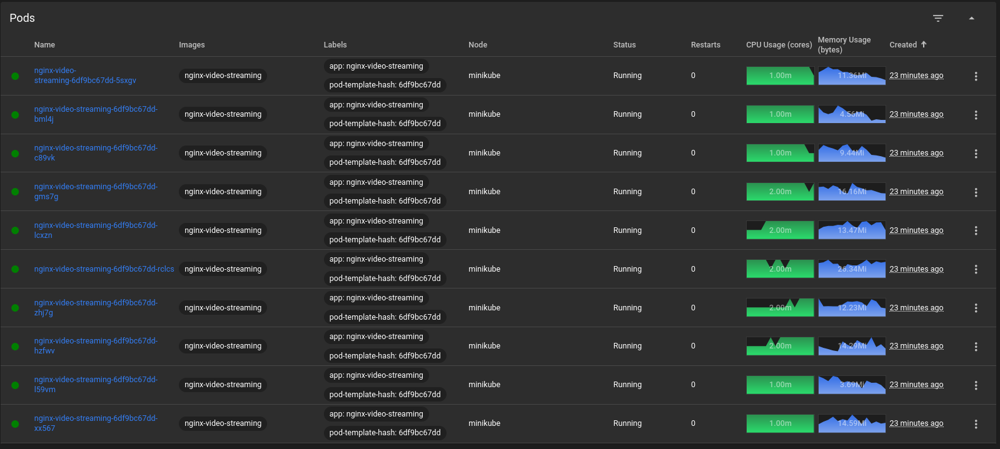 Pods
Name Images Labels Node Status Restarts CPU Usage (cores) Memory Usage (bytes) Created
nginx-video-
streaming-6df9bc67dd-5sxgv
nginx-video-streaming
app: nginx-video-streaming
pod-template-hash: 6df9bc67dd
minikube Running 0 1.00m 11.36Mi 23 minutes ago
nginx-video-streaming-6df9bc67dd-
bml4j
nginx-video-streaming
app: nginx-video-streaming
pod-template-hash: 6df9bc67dd
minikube Running 0 1.00m 4.56Mi 23 minutes ago
nginx-video-streaming-6df9bc67dd-
c89vk
nginx-video-streaming
app: nginx-video-streaming
pod-template-hash: 6df9bc67dd
minikube Running 0 1.00m 9.44Mi 23 minutes ago
nginx-video-streaming-6df9bc67dd-
gms7g
nginx-video-streaming
app: nginx-video-streaming
pod-template-hash: 6df9bc67dd
minikube Running 0 2.00m 16.16Mi 23 minutes ago
nginx-video-streaming-6df9bc67dd-
lcxzn
nginx-video-streaming
app: nginx-video-streaming
pod-template-hash: 6df9bc67dd
minikube Running 0 2.00m 13.47Mi 23 minutes ago
nginx-video-streaming-6df9bc67dd-rclcs
nginx-video-streaming
app: nginx-video-streaming
pod-template-hash: 6df9bc67dd
minikube Running 0 2.00m 26.34Mi 23 minutes ago
nginx-video-streaming-6df9bc67dd-
zhj7g
nginx-video-streaming
app: nginx-video-streaming
pod-template-hash: 6df9bc67dd
minikube Running 0 2.00m 12.23Mi 23 minutes ago
nginx-video-streaming-6df9bc67dd-
hzfwv
nginx-video-streaming
app: nginx-video-streaming
pod-template-hash: 6df9bc67dd
minikube Running 0 2.00m 14.29Mi 23 minutes ago
nginx-video-streaming-6df9bc67dd-
l59vm
nginx-video-streaming
app: nginx-video-streaming
pod-template-hash: 6df9bc67dd
minikube Running 0 1.00m 3.69Mi 23 minutes ago
nginx-video-streaming-6df9bc67dd-
xx567
nginx-video-streaming
app: nginx-video-streaming
pod-template-hash: 6df9bc67dd
minikube Running 0 1.00m 14.59Mi 23 minutes ago